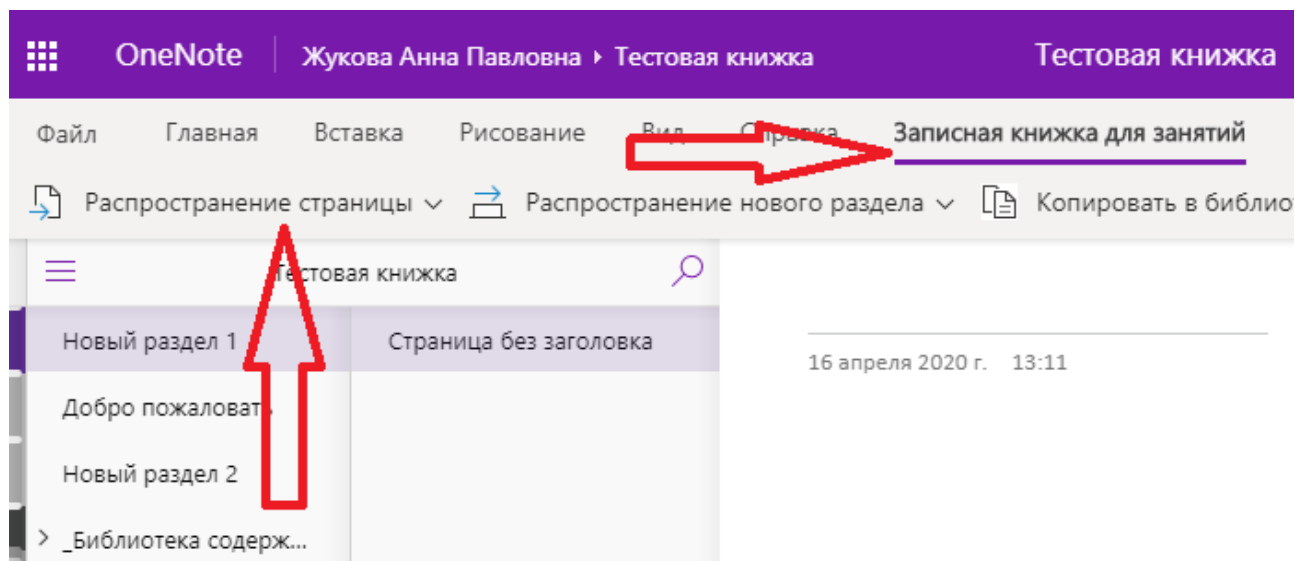 OneNote Жукова Анна Павловна › Тестовая книжка Тестовая книжка
Файл Главная Вставка Рисование Вид Справка Записная книжка для занятий
Распространение страницы Распространение нового раздела Копировать в библио
Тестовая книжка
Новый раздел 1 Страница без заголовка
16 апреля 2020 г. 13:11
Добро пожаловать
Новый раздел 2
_Библиотека содерж...